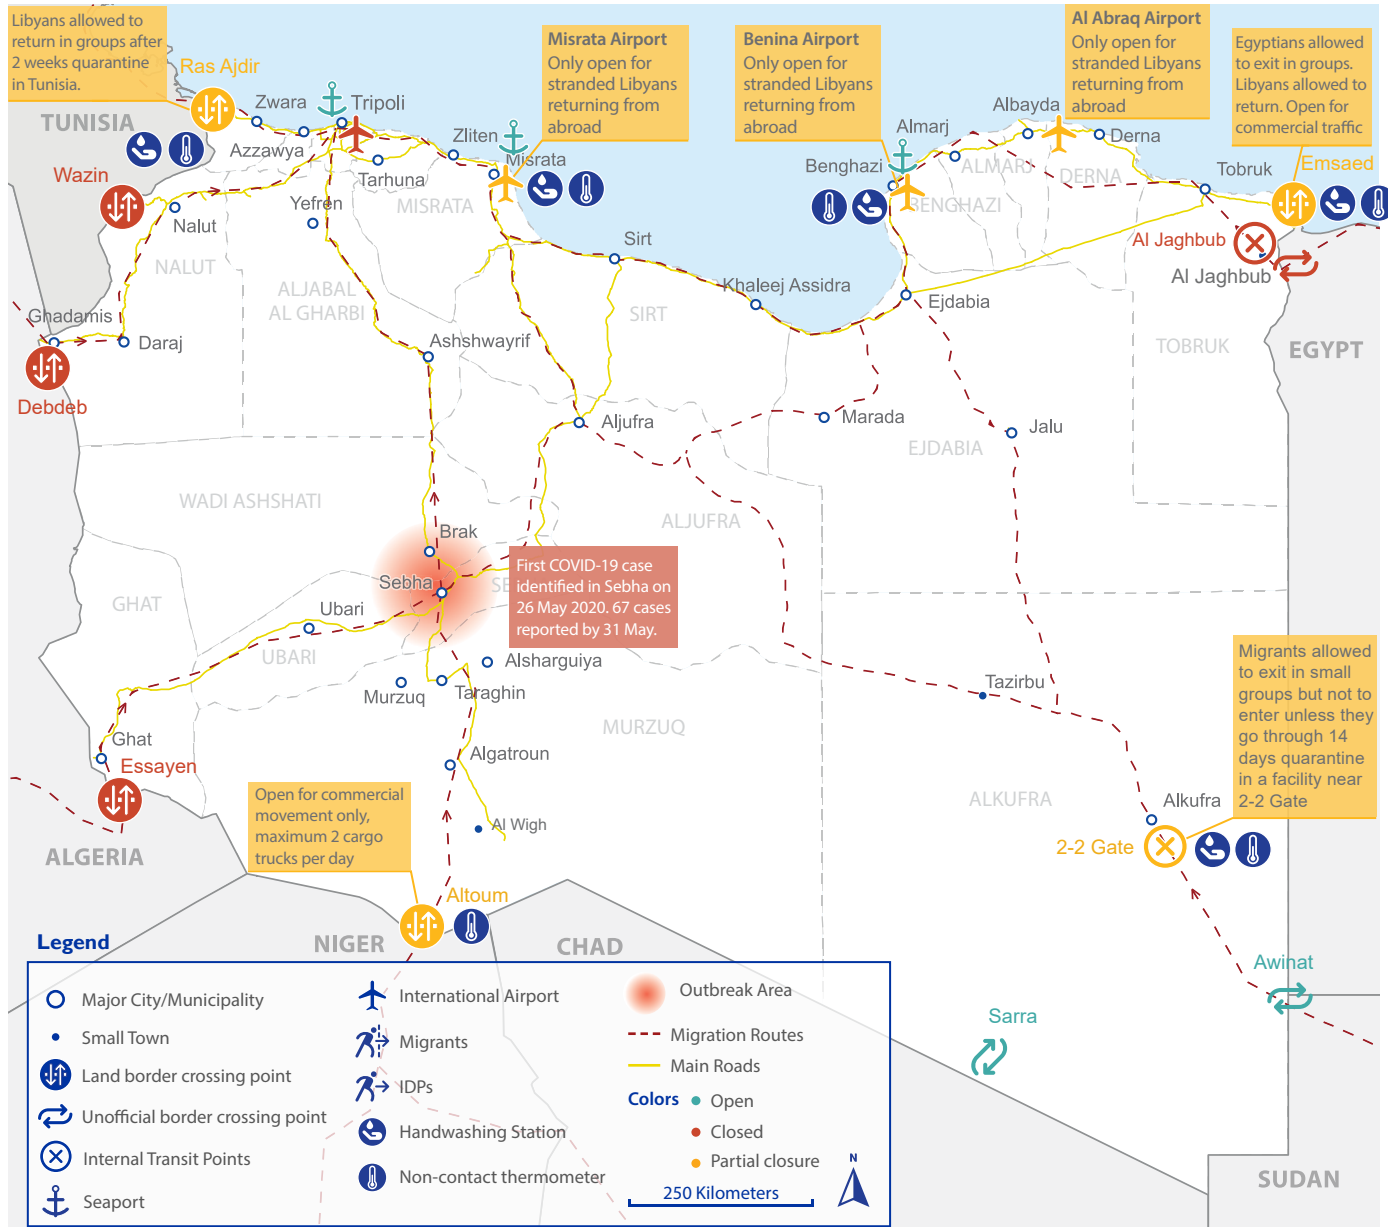 Libyans allowed to
return in groups after
2 weeks quarantine
in Tunisia.
Misrata Airport
Only open for
stranded Libyans
returning from
abroad
Benina Airport
Only open for
stranded Libyans
returning from
abroad
Al Abraq Airport
Only open for
stranded Libyans
returning from
abroad
Egyptians allowed
to exit in groups.
Libyans allowed to
return. Open for
commercial traffic
Ras Ajdir
Zwara
Tripoli
Zliten
Misrata
Almarj
Albayda
Derna
TUNISIA
Azzawya
Tarhuna
Benghazi
ALMARJ
DERNA
Tobruk
Emsaed
Wazin
Nalut
Yefren
MISRATA
BENGHAZI
Al Jaghbub
Al Jaghbub
NALUT
Sirt
ALJABAL
AL GHARBI
Khaleej Assidra
Ejdabia
SIRT
Ghadamis
Daraj
Ashshwayrif
TOBRUK
EGYPT
Debdeb
Aljufra
Marada
Jalu
EJDABIA
WADI ASHSHATI
ALJUFRA
Brak
Sebha
First COVID-19 case
identified in Sebha on
26 May 2020. 67 cases
reported by 31 May.
GHAT
Ubari
UBARI
Alsharguiya
Murzuq
Taraghin
Tazirbu
Migrants allowed
to exit in small
groups but not to
enter unless they
go through 14
days quarantine
in a facility near
2-2 Gate
MURZUQ
Ghat
Essayen
Algatroun
Open for commercial
movement only,
maximum 2 cargo
trucks per day
Al Wigh
ALKUFRA
Alkufra
2-2 Gate
ALGERIA
Altoum
NIGER
CHAD
Awinat
Sarra
SUDAN
Legend
Major City/Municipality
Small Town
Land border crossing point
Unofficial border crossing point
Internal Transit Points
Seaport
International Airport
Migrants
IDPs
Handwashing Station
Non-contact thermometer
Outbreak Area
Migration Routes
Main Roads
Colors
Open
Closed
Partial closure
250 Kilometers
N